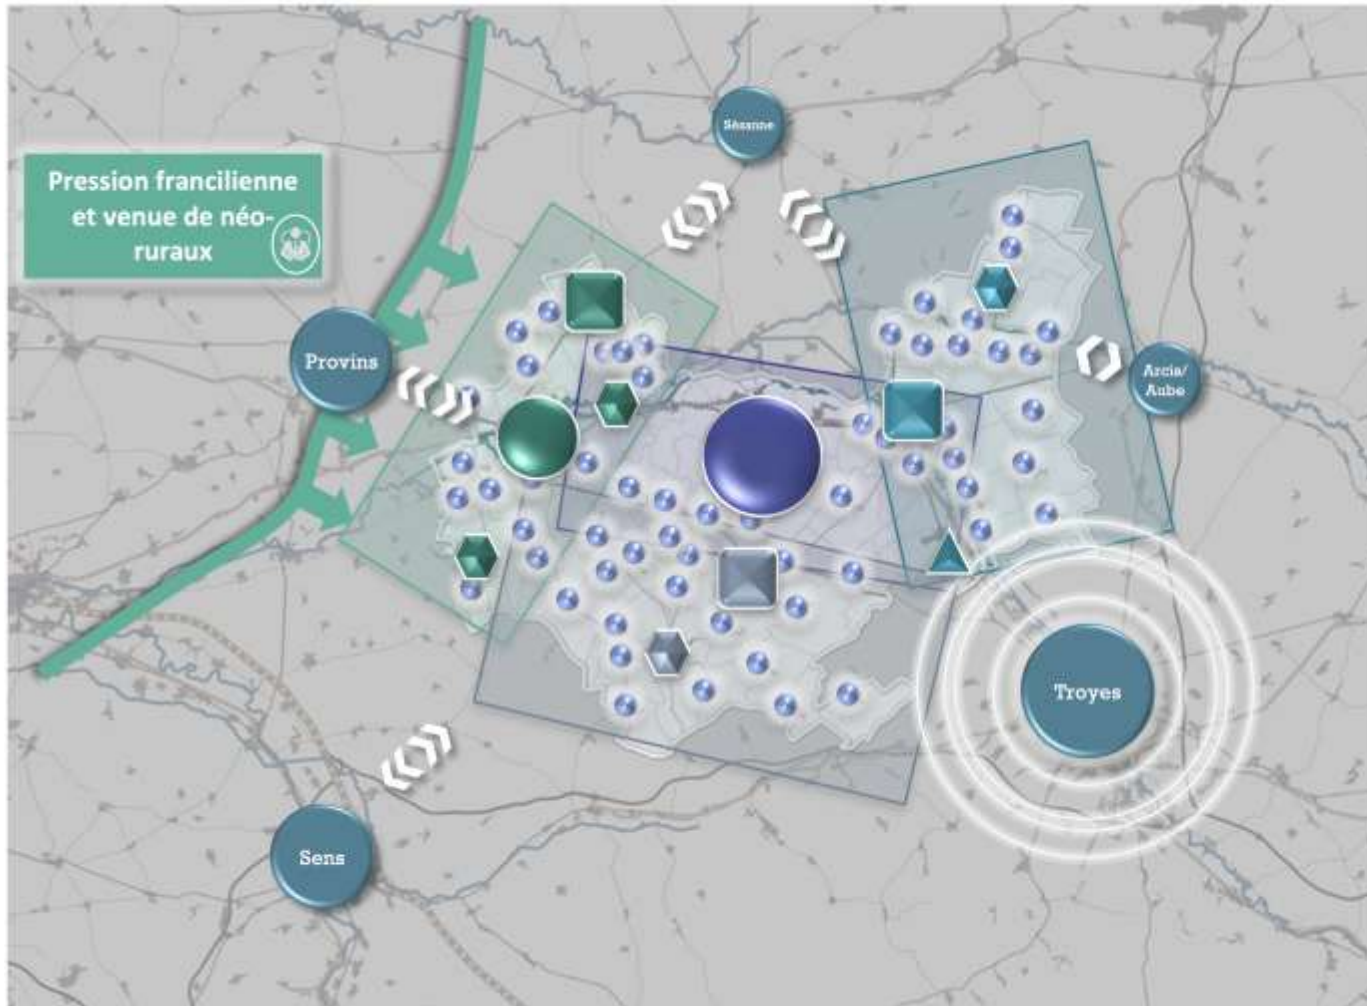 Sézanne
Pression francilienne
et venue de néo-
ruraux
Provins
Arcis/
Aube
Troyes
Sens